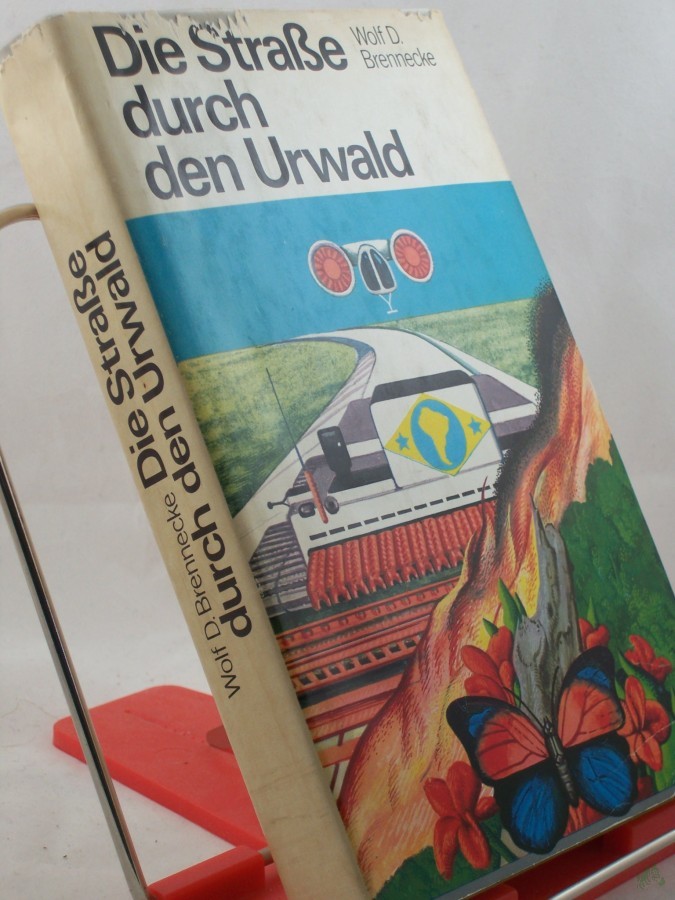 Die Straße
durch
den Urwald
Wolf D.
Brennecke
Wolf D. Brennecke
Die Straße
durch den Urwald